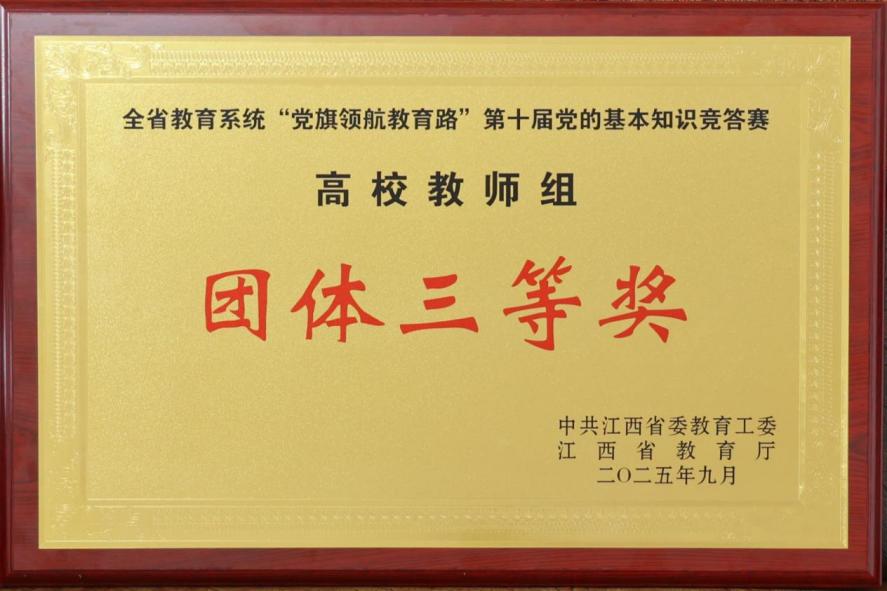 全省教育系统“党旗领航教育路”第十届党的基本知识竞答赛
高校教师组
团体三等奖
中共江西省委教育工委
江西省教育厅
二〇二五年九月